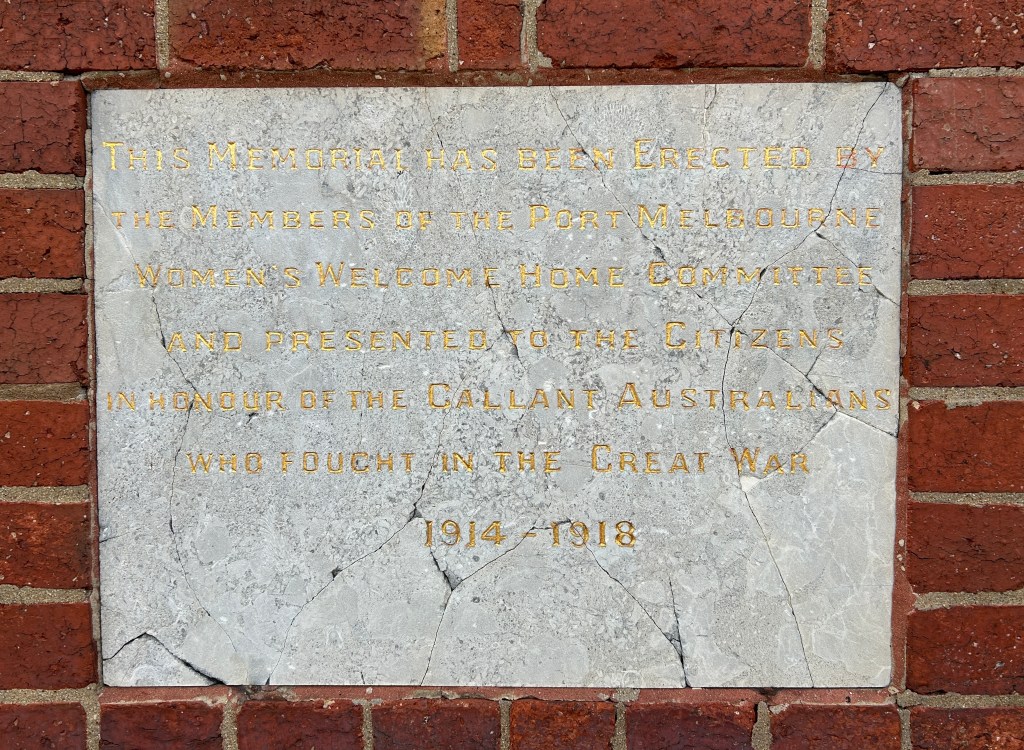 This Memorial has been Erected by
the Members of the Port Melbourne
Women's Welcome Home Committee
and presented to the Citizens
in honour of the Gallant Australians
who fought in the Great War
1914 - 1918